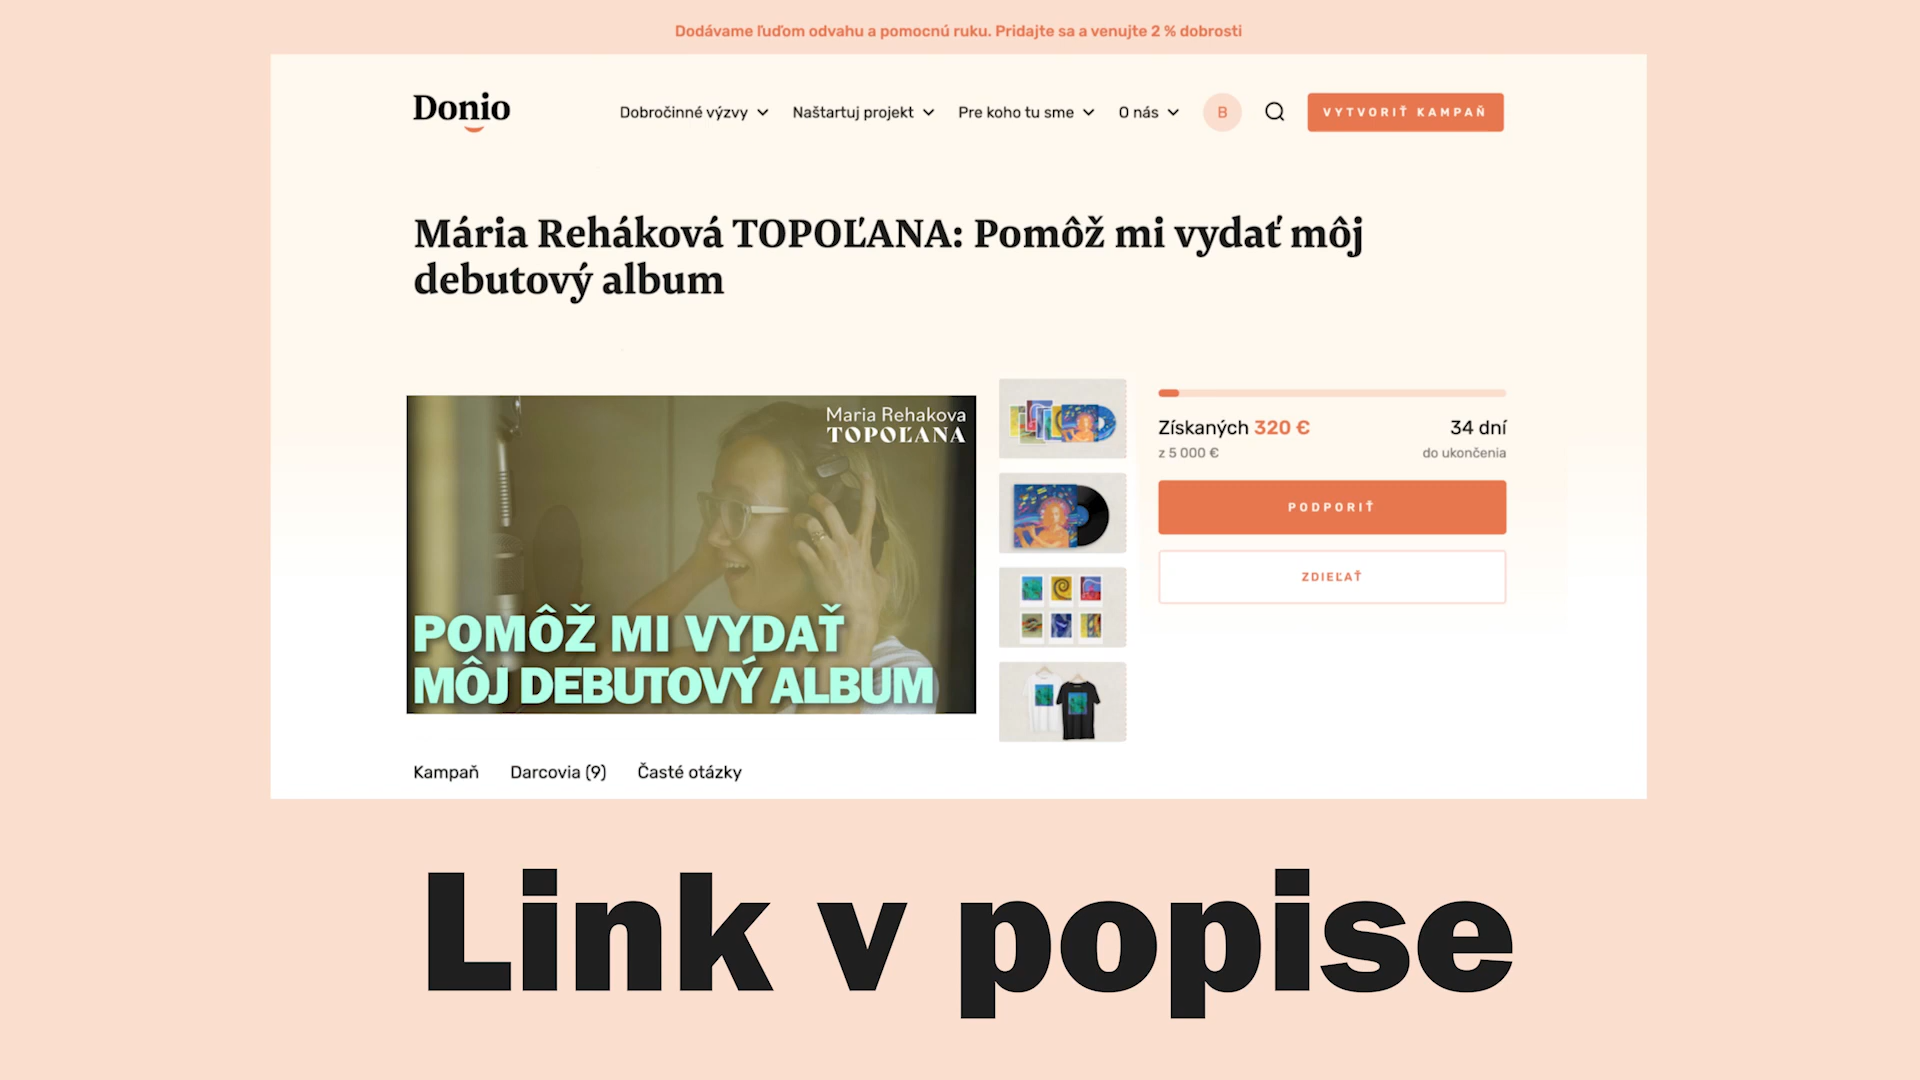 Dodávame ľuďom odvahu a pomocnú ruku. Pridajte sa a venujte 2 % dobrosti
Donio
Dobročinné výzvy
Naštartuj projekt
Pre koho tu sme
O nás
B
VYTVORIŤ KAMPAŇ
Mária Reháková TOPOĽANA: Pomôž mi vydať môj
debutový album
Maria Rehakova
TOPOĽANA
POMÔŽ MI VYDAŤ
MÔJ DEBUTOVÝ ALBUM
Získaných 320 €
34 dní
z 5 000 €
do ukončenia
PODPORIŤ
ZDIEĽAŤ
Kampaň
Darcovia (9)
Časté otázky
Link v popise